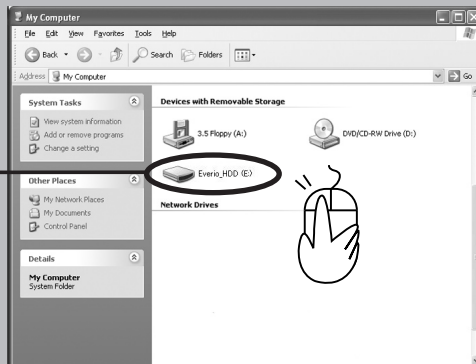 My Computer
File Edit View Favorites Tools Help
Back Search Folders
Address My Computer Go
System Tasks
View system information
Add or remove programs
Change a setting
Other Places
My Network Places
My Documents
Control Panel
Details
My Computer
System Folder
Devices with Removable Storage
3.5 Floppy (A:) DVD/CD-RW Drive (D:)
Everio_HDD (E:)
Network Drives